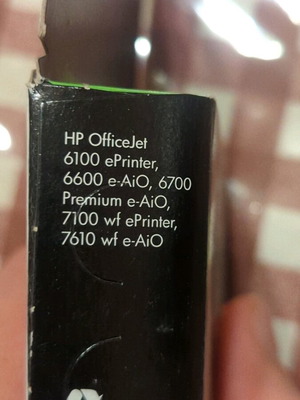 HP OfficeJet
6100 ePrinter,
6600 e-AiO, 6700
Premium e-AiO,
7100 wf ePrinter,
7610 wf e-AiO